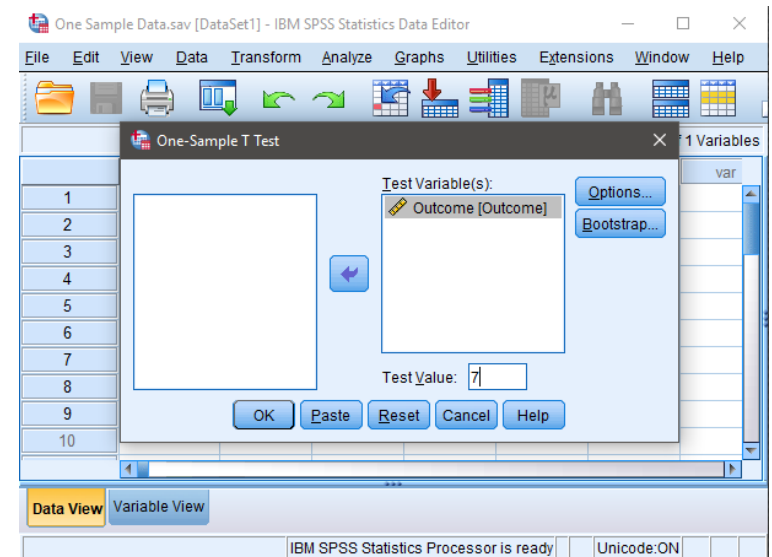 One Sample Data.sav [DataSet1] - IBM SPSS Statistics Data Editor
File Edit View Data Transform Analyze Graphs Utilities Extensions Window Help
1 Variables
One-Sample T Test
var
Test Variable(s):
Outcome [Outcome]
Options...
Bootstrap...
1
2
3
4
5
6
7
8
9
10
Test Value: 7
OK Paste Reset Cancel Help
Data View Variable View
IBM SPSS Statistics Processor is ready Unicode:ON